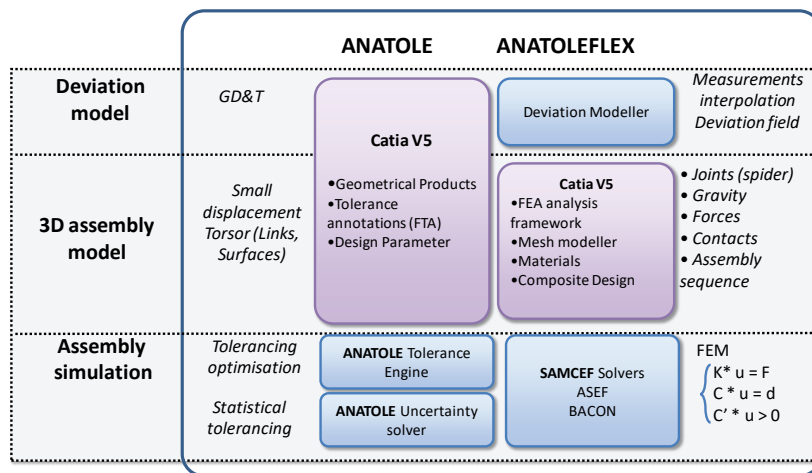 ANATOLE
ANATOLEFLEX
Deviation
model
GD&T
Catia V5
•Geometrical Products
•Tolerance
annotations (FTA)
•Design Parameter
Deviation Modeller
Measurements
interpolation
Deviation field
3D assembly
model
Small
displacement
Torsor (Links,
Surfaces)
Catia V5
•FEA analysis
framework
•Mesh modeller
•Materials
•Composite Design
• Joints (spider)
• Gravity
• Forces
• Contacts
• Assembly
sequence
Assembly
simulation
Tolerancing
optimisation
Statistical
tolerancing
ANATOLE Tolerance
Engine
ANATOLE Uncertainty
solver
SAMCEF Solvers
ASEF
BACON
FEM
K* u = F
C * u = d
C’ * u > 0